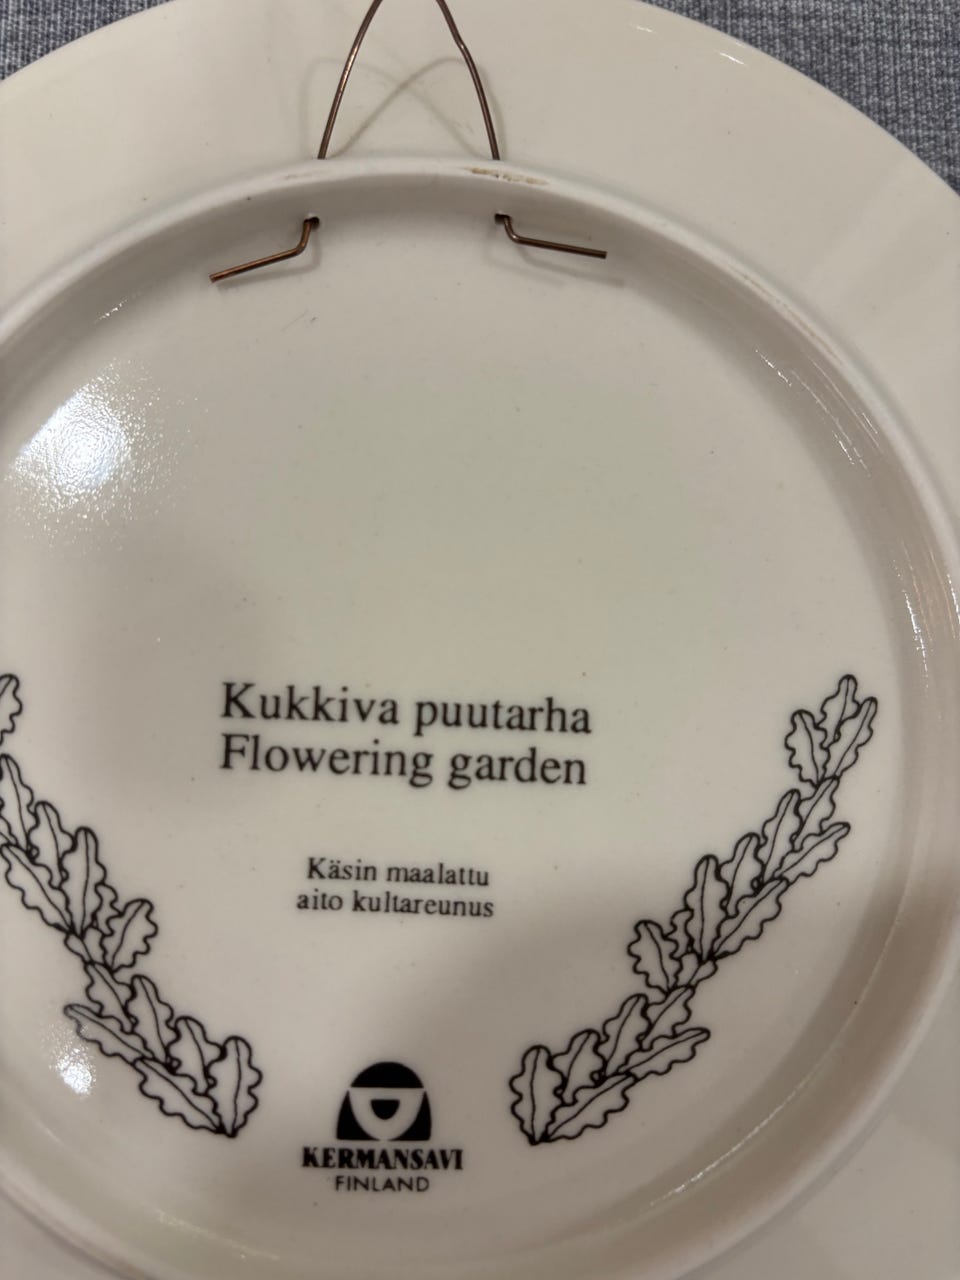 Kukkiva puutarha
Flowering garden
Käsin maalattu
aito kultareunus
KERMANSAVI
FINLAND